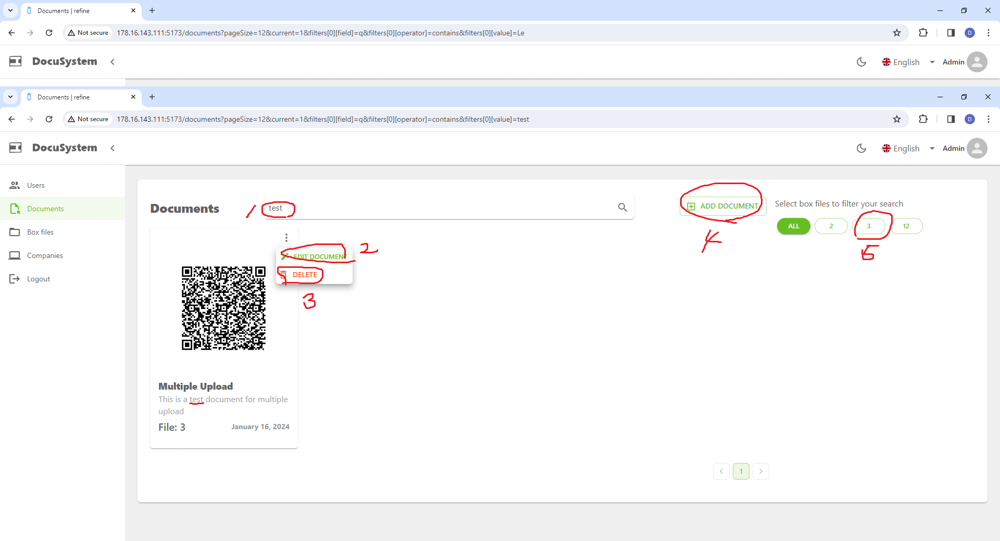 Documents | refine
Not secure
178.16.143.111:5173/documents?pageSize=12&current=1&filters[0][field]=q&filters[0][operator]=contains&filters[0][value]=Le
D
DocuSystem
English
Admin
Documents | refine
Not secure
178.16.143.111:5173/documents?pageSize=12&current=1&filters[0][field]=q&filters[0][operator]=contains&filters[0][value]=test
D
DocuSystem
English
Admin
Users
Documents
Box files
Companies
Logout
Documents
1
test
ADD DOCUMENT
4
Select box files to filter your search
ALL
2
3
12
5
EDIT DOCUMENT
2
DELETE
3
Multiple Upload
This is a test document for multiple
upload
File: 3
January 16, 2024
1